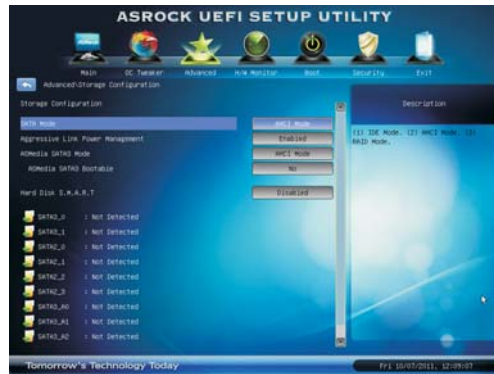 ASROCK UEFI SETUP UTILITY
Main OC Tweaker Advanced H/W Monitor Boot Security Exit
Advanced\Storage Configuration
Storage Configuration
Description
SATA Mode AHCI Mode
(1) IDE Mode. (2) AHCI Mode. (3) RAID Mode.
Aggressive Link Power Management Enabled
ASMedia SATA3 Mode AHCI Mode
ASMedia SATA3 Bootable No
Hard Disk S.M.A.R.T Disabled
SATA3_0 : Not Detected
SATA3_1 : Not Detected
SATA2_0 : Not Detected
SATA2_1 : Not Detected
SATA2_2 : Not Detected
SATA2_3 : Not Detected
SATA3_A0 : Not Detected
SATA3_A1 : Not Detected
SATA3_A2 : Not Detected
Tomorrow's Technology Today
Fri 10/07/2011, 12:09:07